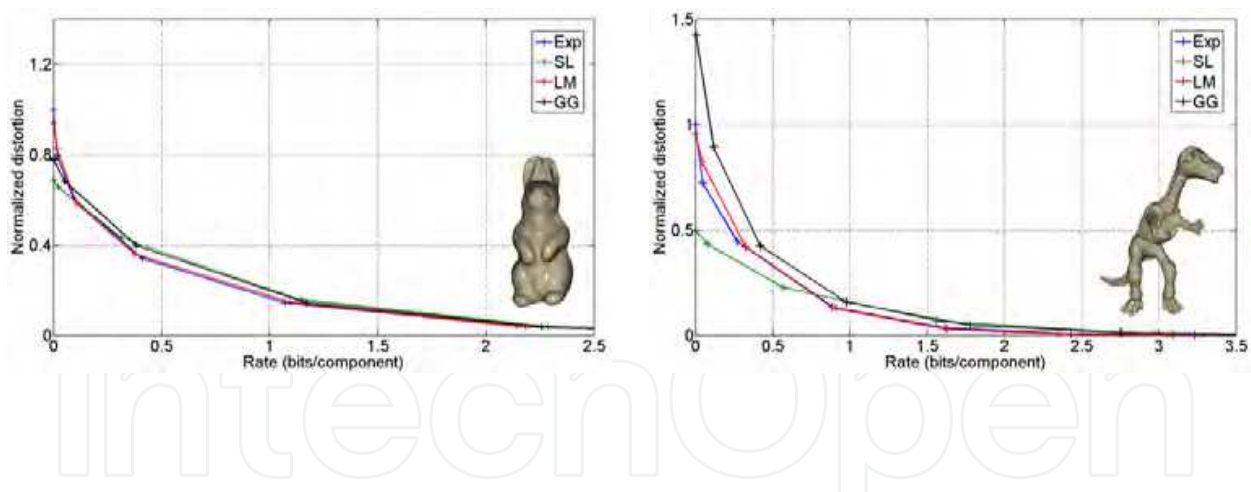 Normalized distortion
1.2
0.8
0.4
0
0 0.5 1 1.5 2 2.5
Rate (bits/component)
Exp
SL
LM
GG
Normalized distortion
1.5
1
0.5
0
0 0.5 1 1.5 2 2.5 3 3.5
Rate (bits/component)
Exp
SL
LM
GG
IntechOpen